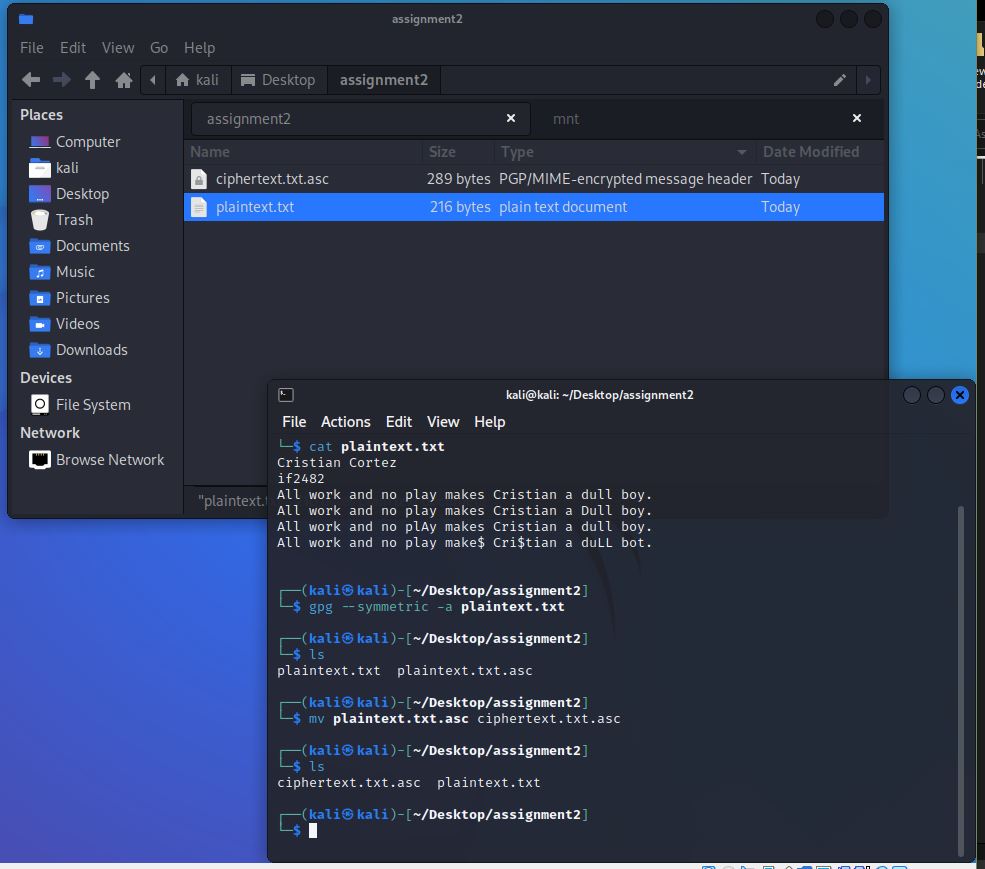 assignment2
File Edit View Go Help
kali Desktop assignment2
Places
Computer
kali
Desktop
Trash
Documents
Music
Pictures
Videos
Downloads
Devices
File System
Network
Browse Network
assignment2 mnt
Name Size Type Date Modified
ciphertext.txt.asc 289 bytes PGP/MIME-encrypted message header Today
plaintext.txt 216 bytes plain text document Today
"plaintext.
kali@kali: ~/Desktop/assignment2
File Actions Edit View Help
└─$ cat plaintext.txt
Cristian Cortez
if2482
All work and no play makes Cristian a dull boy.
All work and no play makes Cristian a Dull boy.
All work and no plAy makes Cristian a dull boy.
All work and no play make$ Cri$tian a duLL bot.
┌──(kali㉿kali)-[~/Desktop/assignment2]
└─$ gpg --symmetric -a plaintext.txt
┌──(kali㉿kali)-[~/Desktop/assignment2]
└─$ ls
plaintext.txt plaintext.txt.asc
┌──(kali㉿kali)-[~/Desktop/assignment2]
└─$ mv plaintext.txt.asc ciphertext.txt.asc
┌──(kali㉿kali)-[~/Desktop/assignment2]
└─$ ls
ciphertext.txt.asc plaintext.txt
┌──(kali㉿kali)-[~/Desktop/assignment2]
└─$